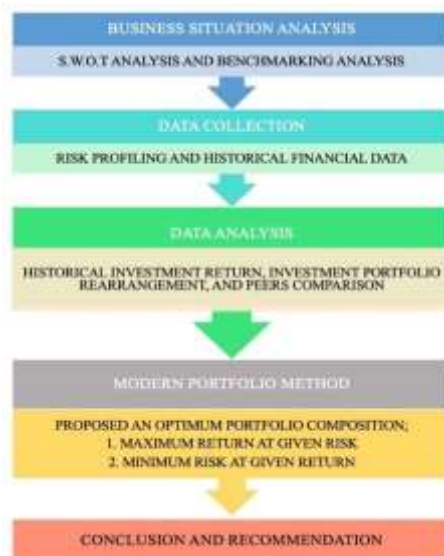 BUSINESS SITUATION ANALYSIS
S.W.O.T ANALYSIS AND BENCHMARKING ANALYSIS
DATA COLLECTION
RISK PROFILING AND HISTORICAL FINANCIAL DATA
DATA ANALYSIS
HISTORICAL INVESTMENT RETURN, INVESTMENT PORTFOLIO
REARRANGEMENT, AND PEERS COMPARISON
MODERN PORTFOLIO METHOD
PROPOSED AN OPTIMUM PORTFOLIO COMPOSITION;
1. MAXIMUM RETURN AT GIVEN RISK
2. MINIMUM RISK AT GIVEN RETURN
CONCLUSION AND RECOMMENDATION